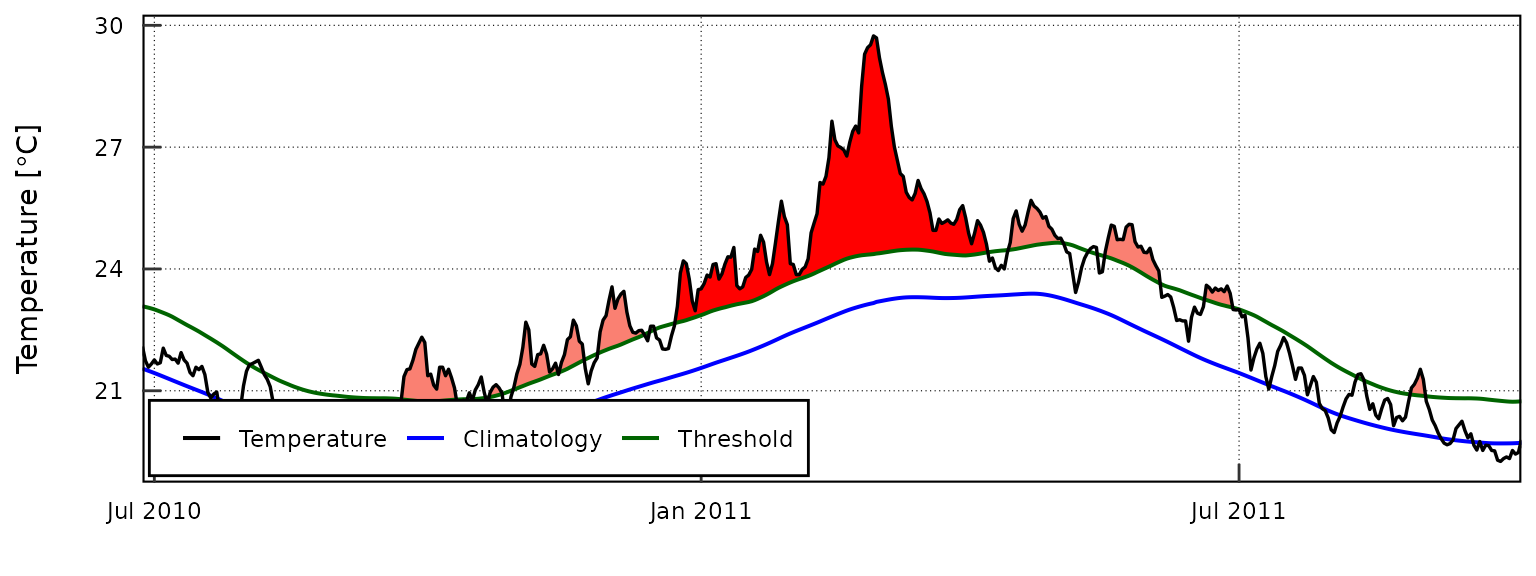 30
27
24
21
Temperature [°C]
Temperature Climatology Threshold
Jul 2010 Jan 2011 Jul 2011